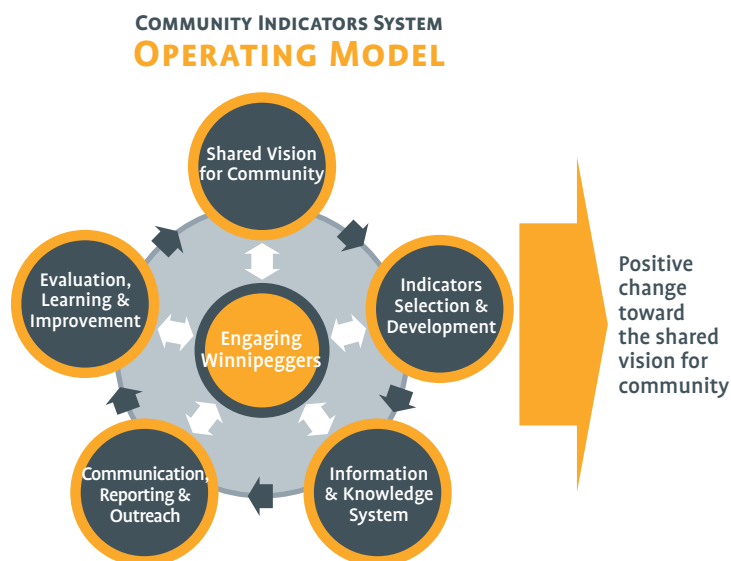 COMMUNITY INDICATORS SYSTEM
OPERATING MODEL
Shared Vision
for Community
Indicators
Selection &
Development
Information
& Knowledge
System
Communication,
Reporting &
Outreach
Evaluation,
Learning &
Improvement
Engaging
Winnipeggers
Positive
change
toward
the shared
vision for
community